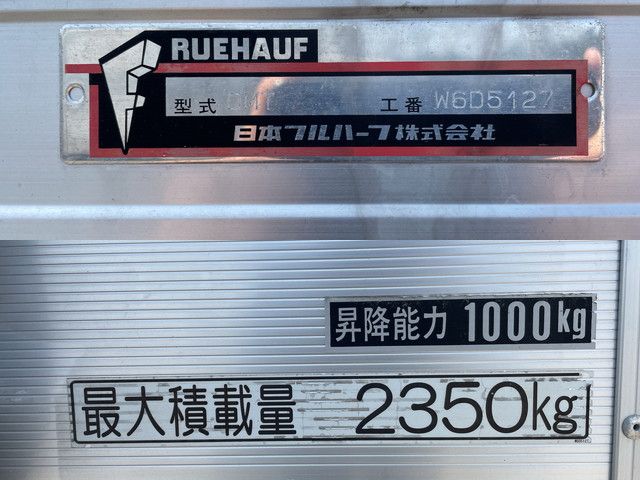 FRUEHAUF
型式 工番 W6D5127
日本フルハーフ株式会社
昇降能力 1000kg
最大積載量 2350kg